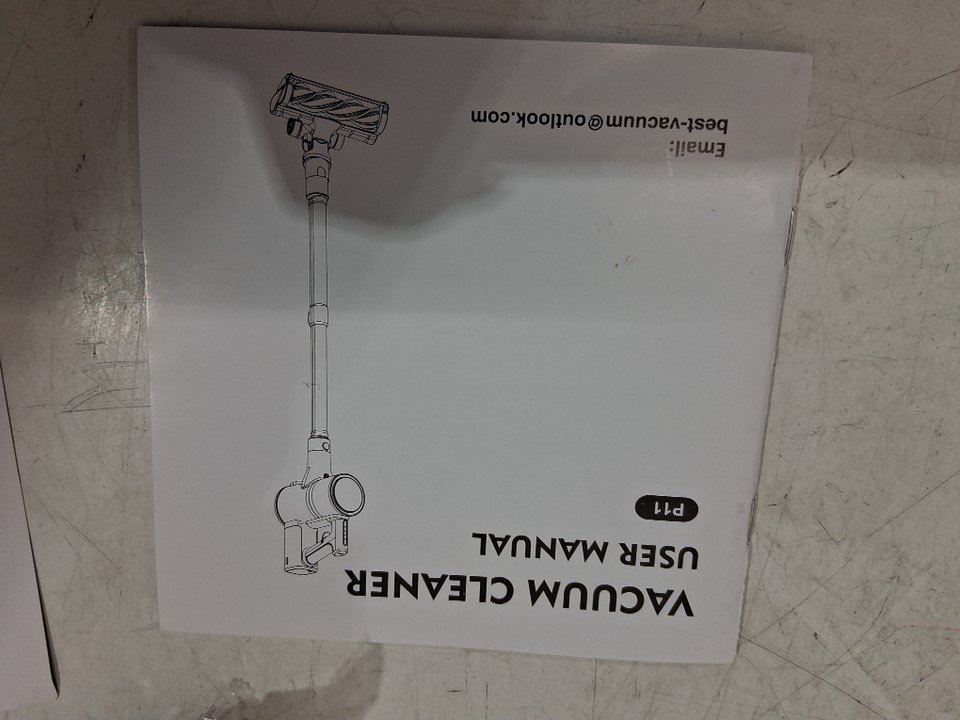 VACUUM CLEANER
USER MANUAL
P11
Email:
best-vacuum@outlook.com